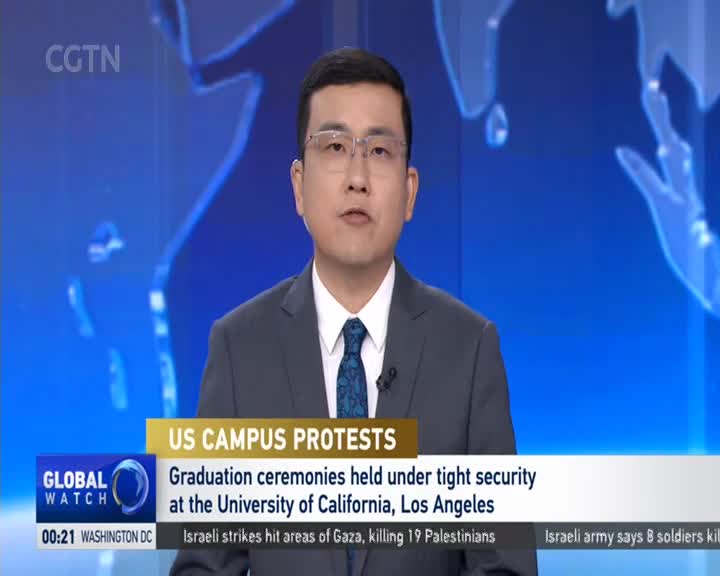 CGTN
US CAMPUS PROTESTS
Graduation ceremonies held under tight security
at the University of California, Los Angeles
GLOBAL
WATCH
00:21 WASHINGTON DC
Israeli strikes hit areas of Gaza, killing 19 Palestinians
Israeli army says 8 soldiers kil